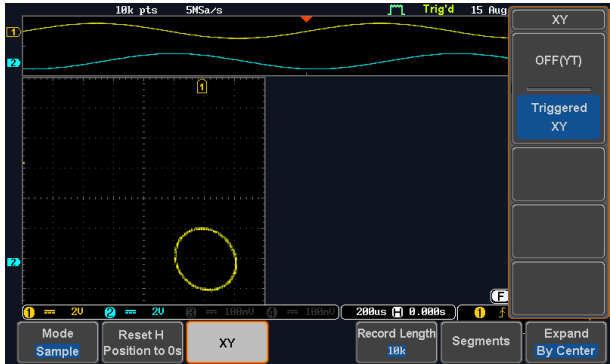 10k pts 5MSa/s Trig'd 15 Aug
XY
1
OFF(YT)
2
1
Triggered
XY
2
F
1 2V 2 2V 3 100mV 4 100mV 200us H 0.000s 1
Mode
Sample
Reset H
Position to 0s
XY
Record Length
10k
Segments
Expand
By Center